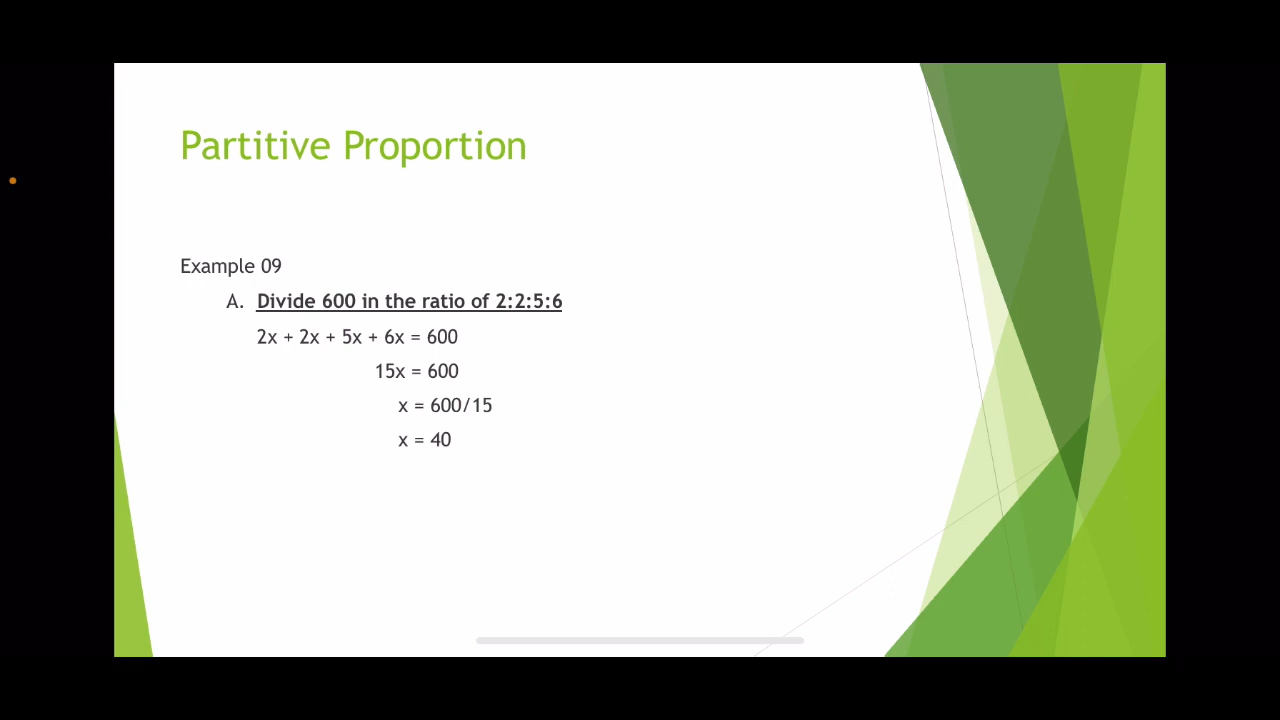 Partitive Proportion
Example 09
A. Divide 600 in the ratio of 2:2:5:6
2x + 2x + 5x + 6x = 600
15x = 600
x = 600/15
x = 40